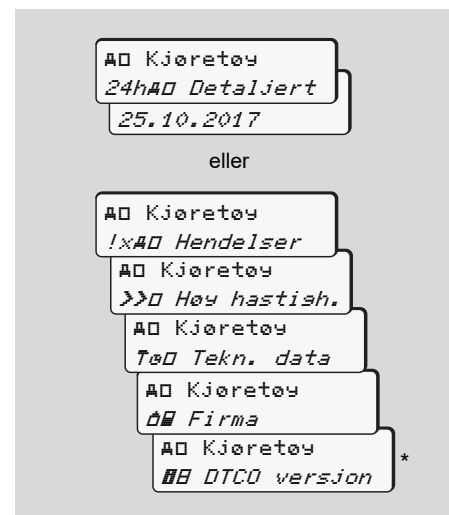 Kjøretøy
24h Detaljert
25.10.2017
eller
Kjøretøy
!x Hendelser
Kjøretøy
>> Høy hastigh.
Kjøretøy
Tekn. data
Kjøretøy
Firma
Kjøretøy
DTCO versjon
*